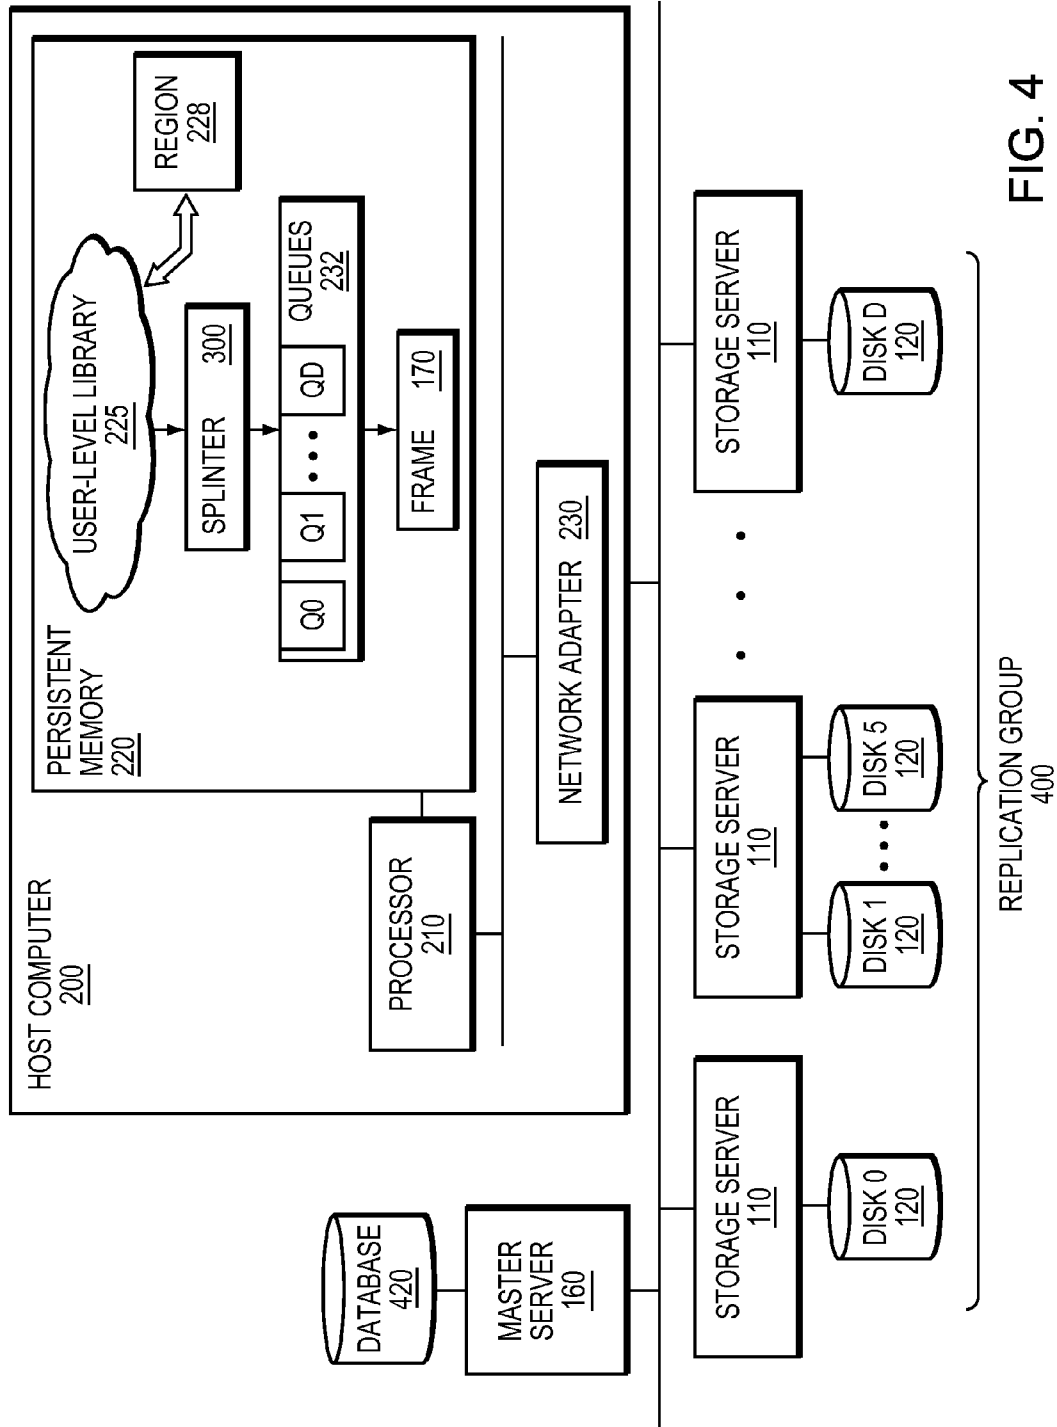 HOST COMPUTER
200
PERSISTENT
MEMORY
220
USER-LEVEL LIBRARY
225
REGION
228
SPLINTER 300
Q0
Q1
QD
QUEUES
232
FRAME 170
PROCESSOR
210
NETWORK ADAPTER 230
DATABASE
420
MASTER
SERVER
160
STORAGE SERVER
110
STORAGE SERVER
110
STORAGE SERVER
110
DISK 0
120
DISK 1
120
DISK 5
120
DISK D
120
REPLICATION GROUP
400
FIG. 4